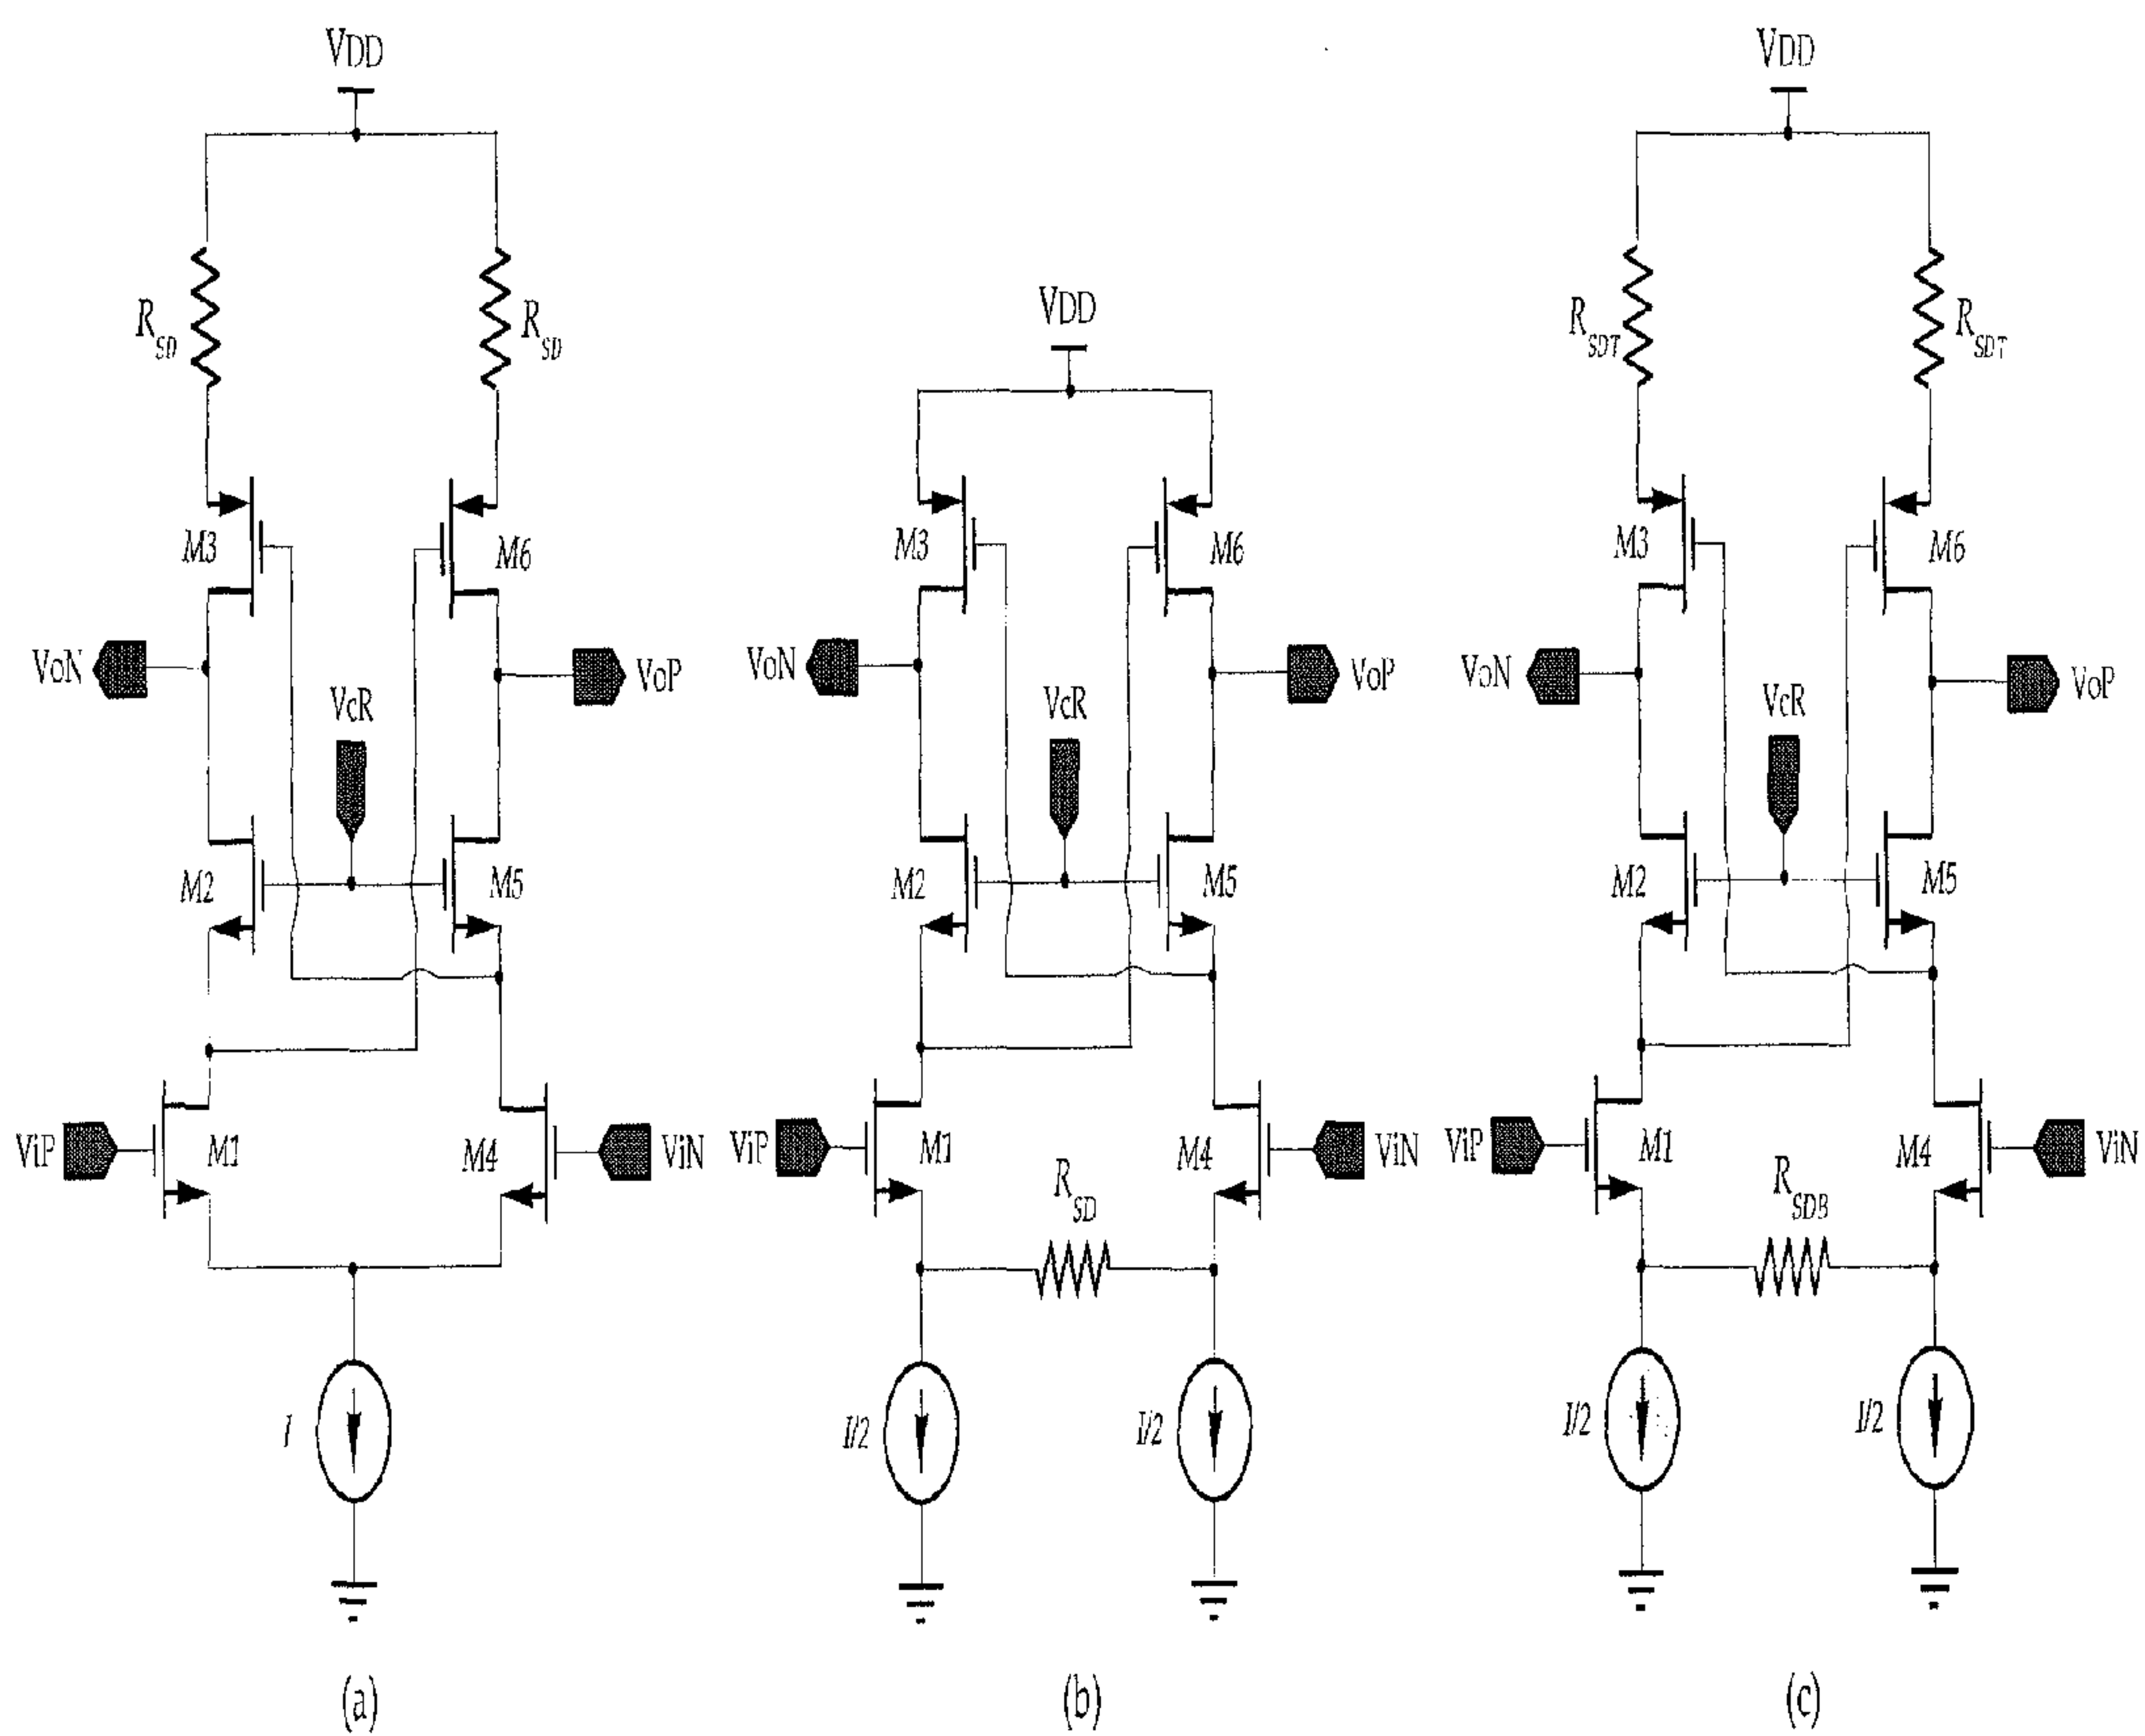 VDD
RSD
RSD
M3
M6
VoN
VoP
VcR
M2
M5
ViP
M1
M4
ViN
I
(a)
VDD
M3
M6
VoN
VoP
VcR
M2
M5
ViP
M1
M4
ViN
RSD
I/2
I/2
(b)
VDD
RSDT
RSDT
M3
M6
VoN
VoP
VcR
M2
M5
ViP
M1
M4
ViN
RSDB
I/2
I/2
(c)